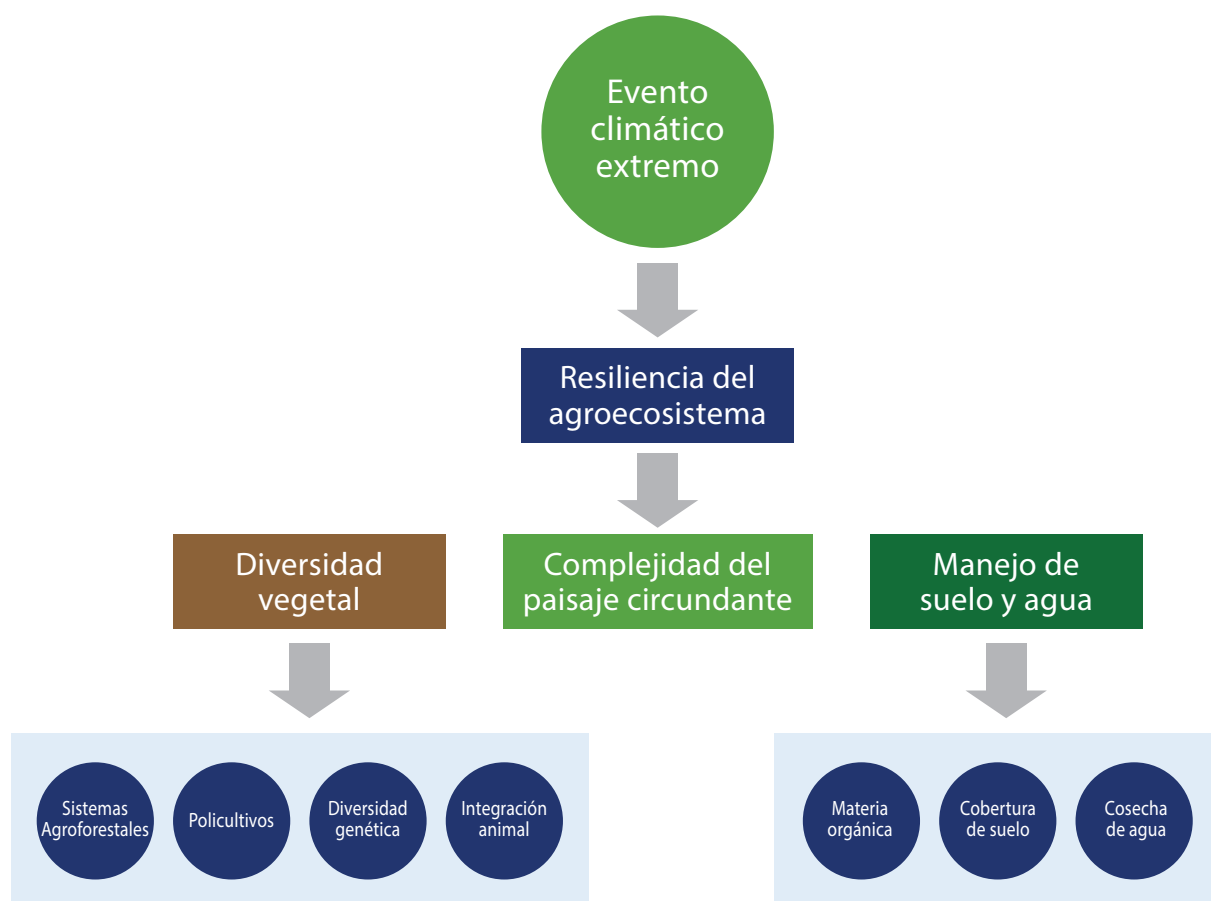 Evento
climático
extremo
Resiliencia del
agroecosistema
Diversidad
vegetal
Complejidad del
paisaje circundante
Manejo de
suelo y agua
Sistemas
Agroforestales
Policultivos
Diversidad
genética
Integración
animal
Materia
orgánica
Cobertura
de suelo
Cosecha
de agua